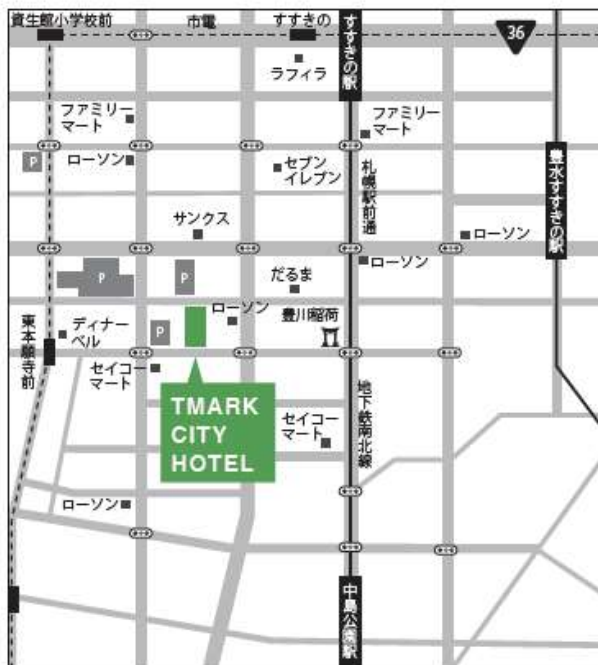 資生館小学校前
市電
すすきの
すすきの駅
36
ラフィラ
ファミリー
マート
ファミリー
マート
P
ローソン
セブン
イレブン
札幌駅前通
豊水すすきの駅
サンクス
ローソン
P
P
だるま
ローソン
東本願寺前
ディナー
ベル
P
ローソン
豊川稲荷
セイコー
マート
TMARK
CITY
HOTEL
セイコー
マート
地下鉄南北線
ローソン
中島公園駅